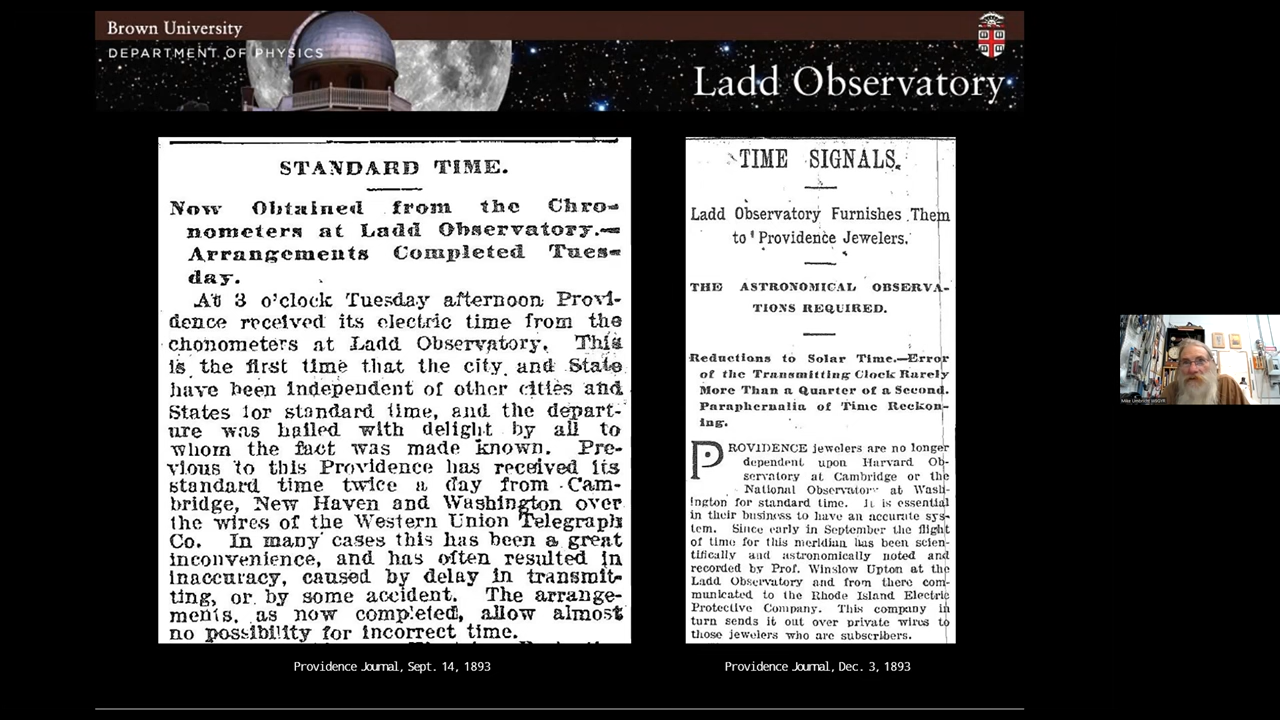 Brown University
DEPARTMENT OF PHYSICS
Ladd Observatory
STANDARD TIME.
Now Obtained from the Chro-
nometers at Ladd Observatory.—
Arrangements Completed Tues-
day.
At 3 o'clock Tuesday afternoon Provi-
dence received its electric time from the
chonometers at Ladd Observatory. This
is the first time that the city and State
have been independent of other cities and
States for standard time, and the depart-
ure was hailed with delight by all to
whom the fact was made known. Pre-
vious to this Providence has received its
standard time twice a day from Cam-
bridge, New Haven and Washington over
the wires of the Western Union Telegraph
Co. In many cases this has been a great
inconvenience, and has often resulted in
inaccuracy, caused by delay in transmit-
ting, or by some accident. The arrange-
ments, as now completed, allow almost
no possibility for incorrect time.
Providence Journal, Sept. 14, 1893
TIME SIGNALS.
Ladd Observatory Furnishes Them
to Providence Jewelers.
THE ASTRONOMICAL OBSERVA-
TIONS REQUIRED.
Reductions to Solar Time.—Error
of the Transmitting Clock Rarely
More Than a Quarter of a Second.
Paraphernalia of Time Reckon-
ing.
PROVIDENCE jewelers are no longer
dependent upon Harvard Ob-
servatory at Cambridge or the
National Observatory at Wash-
ington for standard time. It is essential
in their business to have an accurate sys-
tem. Since early in September the flight
of time for this meridian has been scien-
tifically and astronomically noted and
recorded by Prof. Winslow Upton at the
Ladd Observatory and from there com-
municated to the Rhode Island Electric
Protective Company. This company in
turn sends it out over private wires to
those jewelers who are subscribers.
Providence Journal, Dec. 3, 1893